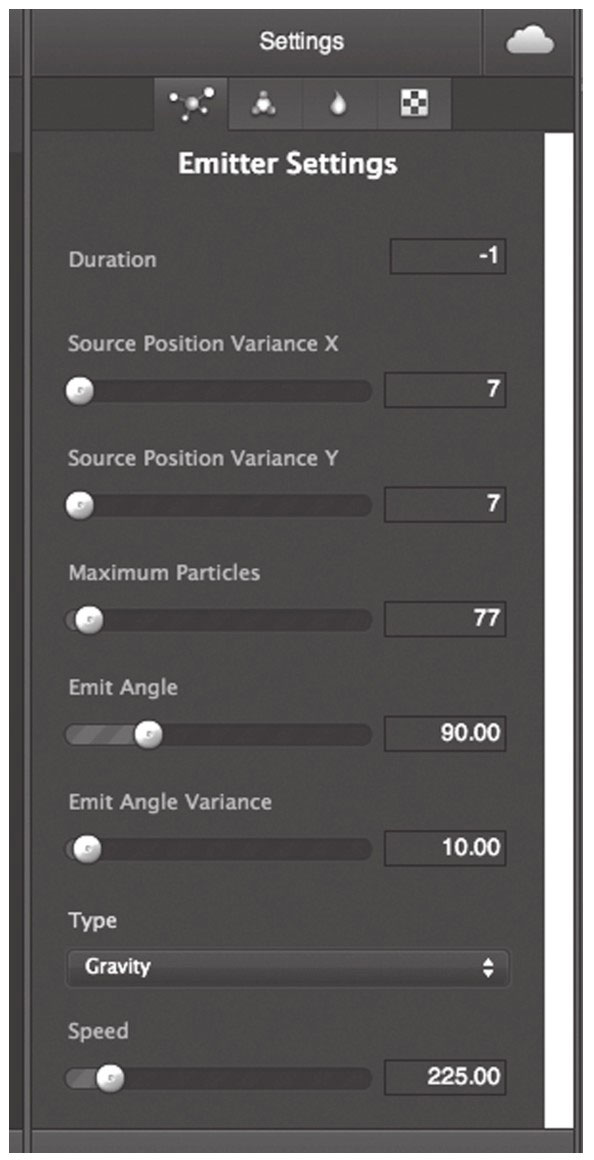 Settings
Emitter Settings
Duration -1
Source Position Variance X
7
Source Position Variance Y
7
Maximum Particles
77
Emit Angle
90.00
Emit Angle Variance
10.00
Type
Gravity
Speed
225.00